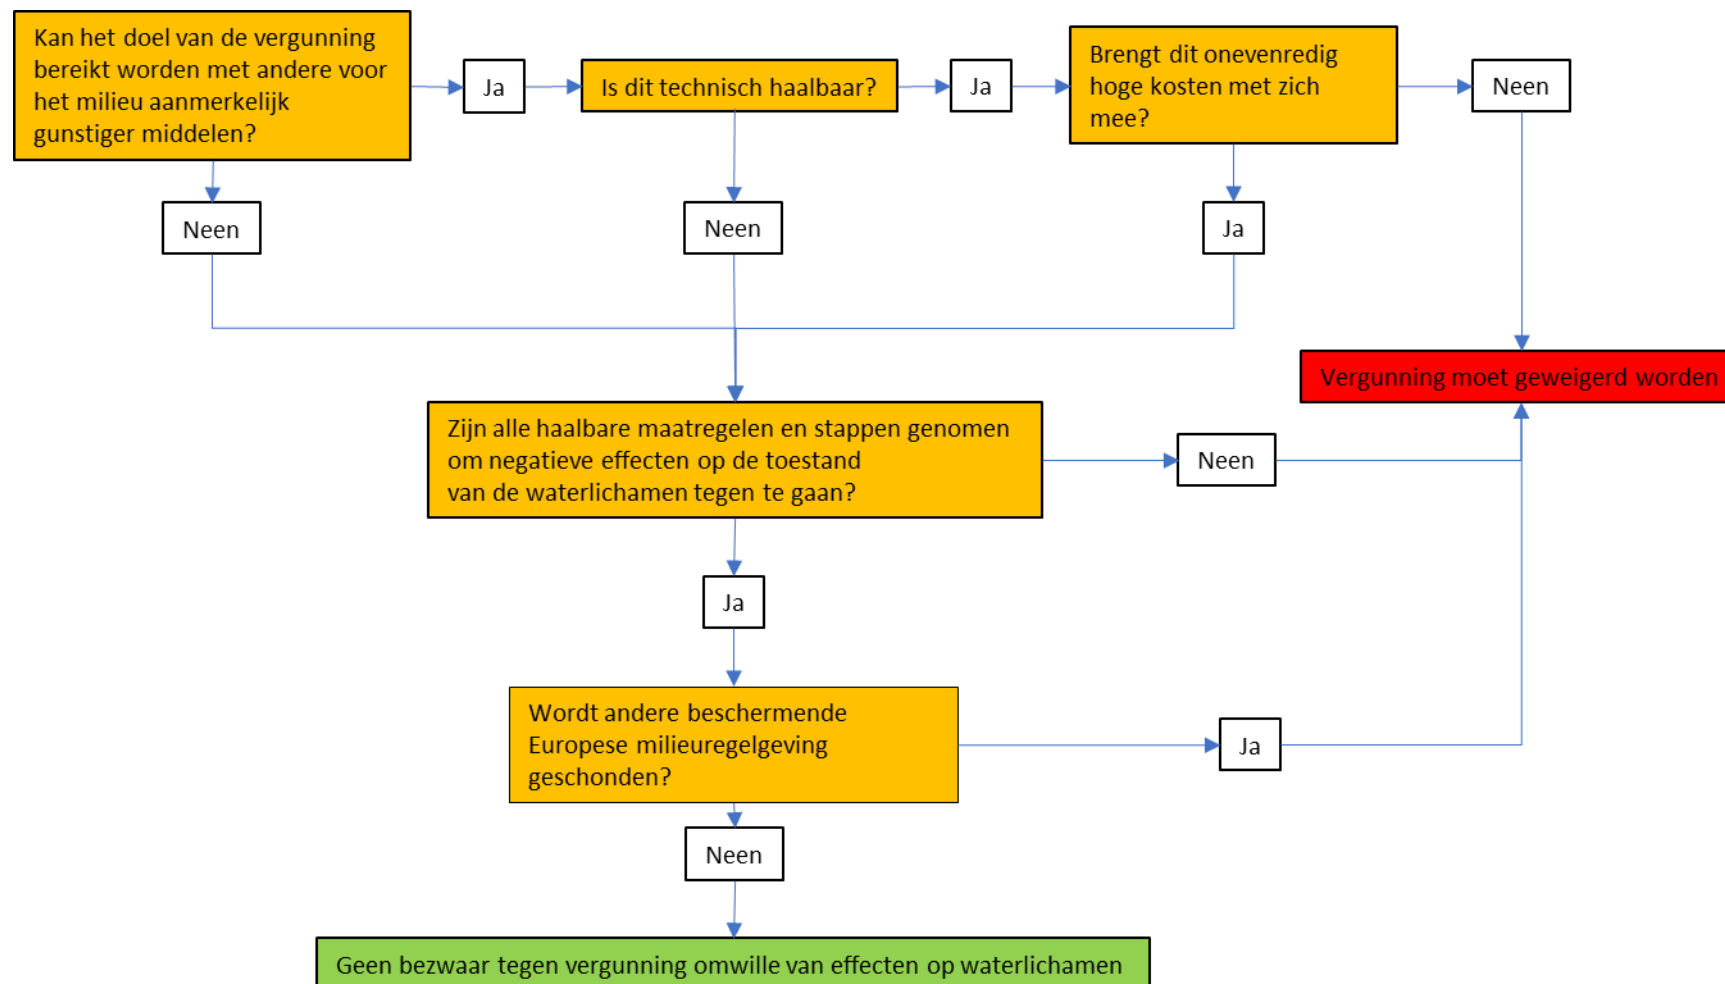 Kan het doel van de vergunning
bereikt worden met andere voor
het milieu aanmerkelijk
gunstiger middelen?
Ja
Is dit technisch haalbaar?
Ja
Brengt dit onevenredig
hoge kosten met zich
mee?
Neen
Neen
Neen
Ja
Vergunning moet geweigerd worden
Zijn alle haalbare maatregelen en stappen genomen
om negatieve effecten op de toestand
van de waterlichamen tegen te gaan?
Neen
Ja
Wordt andere beschermende
Europese milieuregelgeving
geschonden?
Ja
Neen
Geen bezwaar tegen vergunning omwille van effecten op waterlichamen